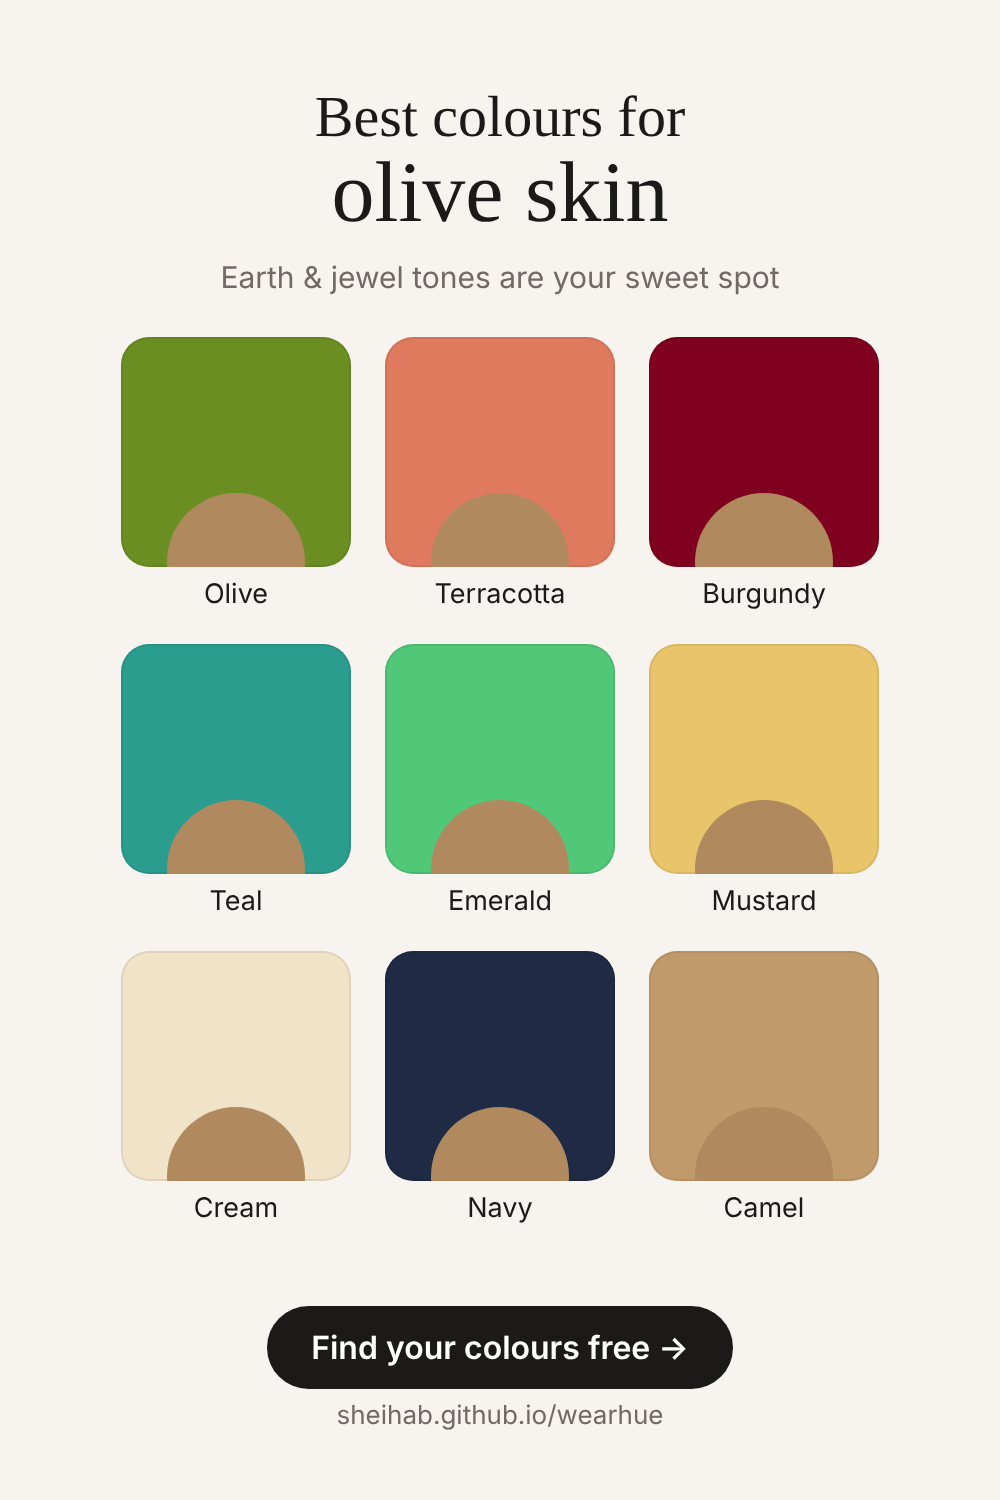 Best colours for
olive skin
Earth & jewel tones are your sweet spot
Olive
Terracotta
Burgundy
Teal
Emerald
Mustard
Cream
Navy
Camel
Find your colours free →
sheihab.github.io/wearhue